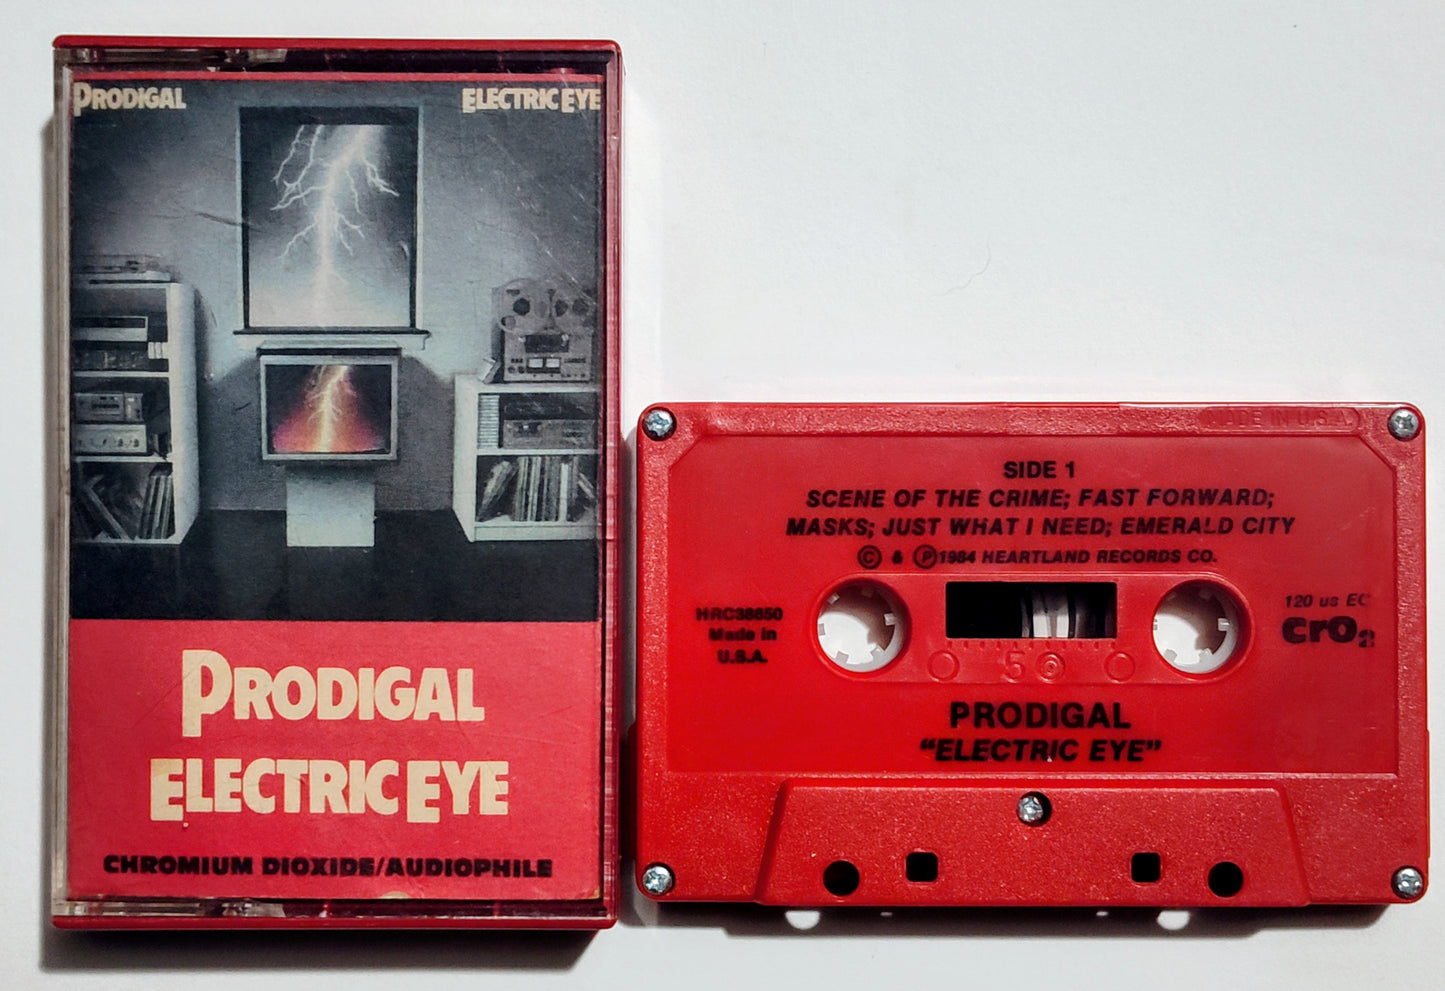 PRODIGAL
ELECTRIC EYE
PRODIGAL
ELECTRIC EYE
CHROMIUM DIOXIDE/AUDIOPHILE
MADE IN U.S.A.
SIDE 1
SCENE OF THE CRIME; FAST FORWARD;
MASKS; JUST WHAT I NEED; EMERALD CITY
© & ℗1984 HEARTLAND RECORDS CO.
HRC38650
Made in
U.S.A.
120 us EC
CrO₂
50
PRODIGAL
“ELECTRIC EYE”